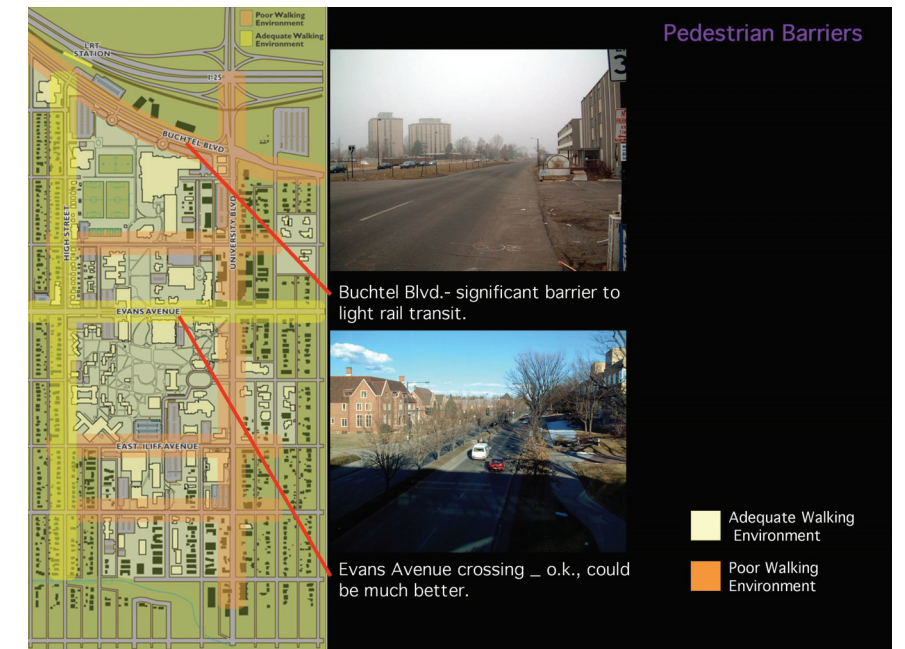 Poor Walking
Environment
Adequate Walking
Environment
LRT
STATION
I-25
BUCHTEL BLVD.
HIGH STREET
UNIVERSITY BLVD
EVANS AVENUE
EAST ILIFF AVENUE
Pedestrian Barriers
3
Buchtel Blvd.- significant barrier to
light rail transit.
Evans Avenue crossing _ o.k., could
be much better.
Adequate Walking
Environment
Poor Walking
Environment